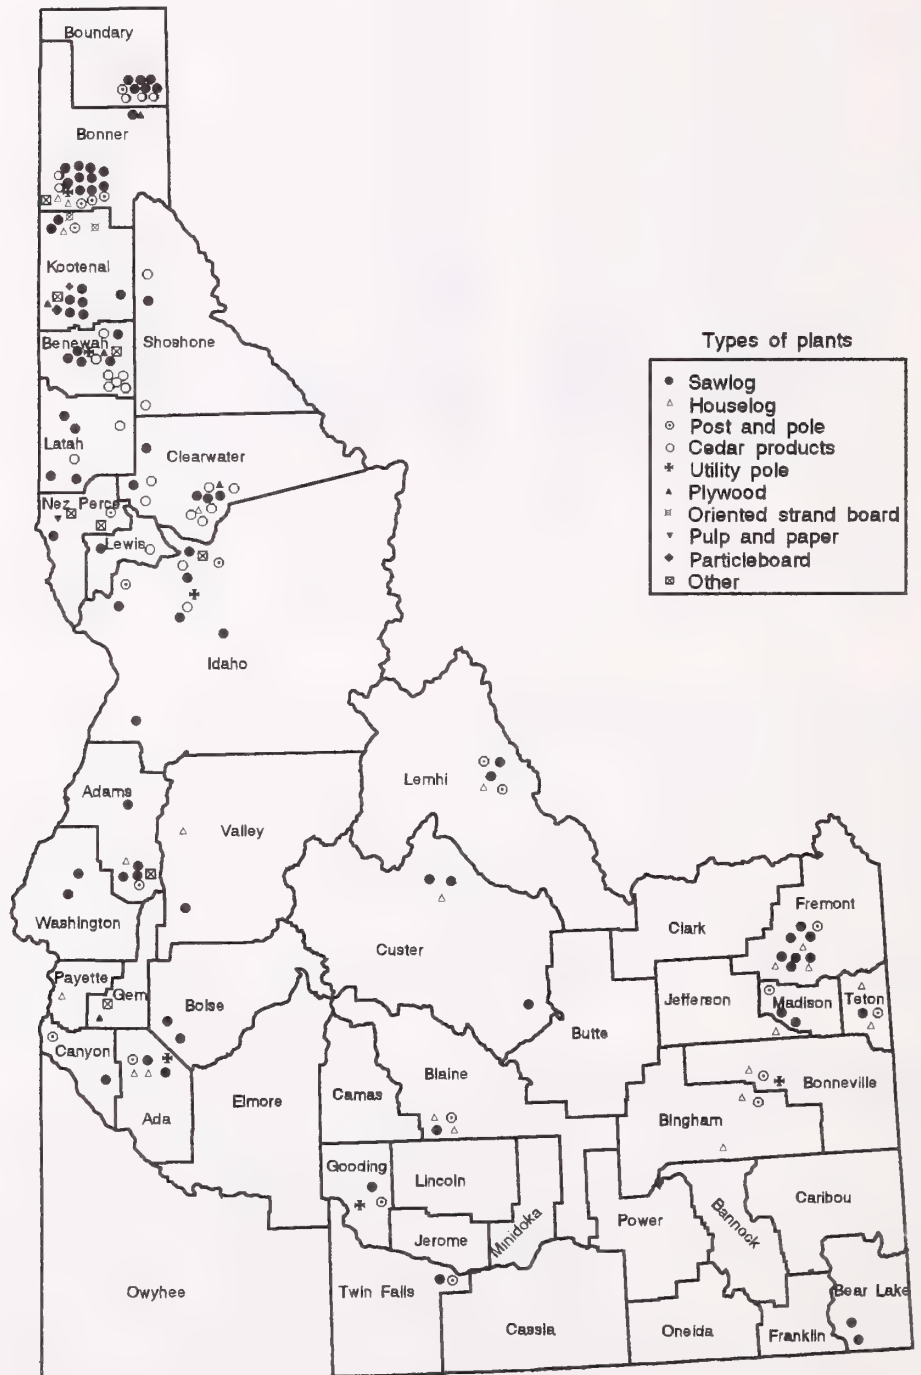 Boundary
Bonner
Kootenai
Benewah
Shoshone
Types of plants
Sawlog
Houselog
Post and pole
Cedar products
Utility pole
Plywood
Oriented strand board
Pulp and paper
Particleboard
Other
Latah
Clearwater
Nez Perce
Lewis
Idaho
Lemhi
Adams
Valley
Washington
Custer
Clark
Fremont
Payette
Gem
Boise
Butte
Jefferson
Madison
Teton
Canyon
Ada
Elmore
Camas
Blaine
Bonneville
Bingham
Gooding
Lincoln
Jerome
Minidoka
Power
Bannock
Caribou
Owyhee
Twin Falls
Cassia
Oneida
Franklin
Bear Lake